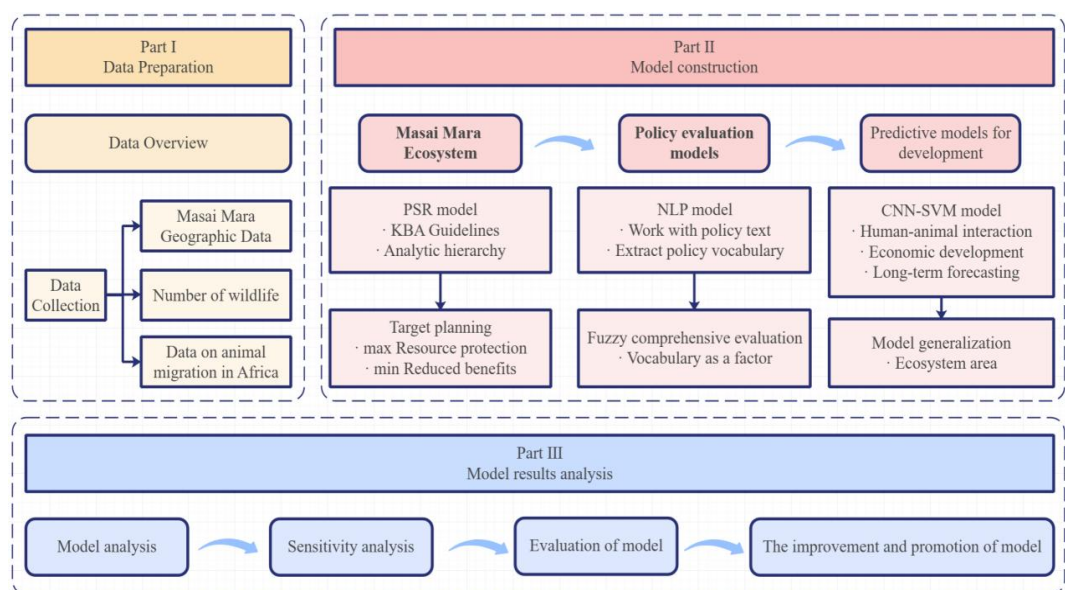 Part I
Data Preparation
Data Overview
Data
Collection
Masai Mara
Geographic Data
Number of wildlife
Data on animal
migration in Africa
Part II
Model construction
Masai Mara
Ecosystem
Policy evaluation
models
Predictive models for
development
PSR model
· KBA Guidelines
· Analytic hierarchy
Target planning
· max Resource protection
· min Reduced benefits
NLP model
· Work with policy text
· Extract policy vocabulary
Fuzzy comprehensive evaluation
· Vocabulary as a factor
CNN-SVM model
· Human-animal interaction
· Economic development
· Long-term forecasting
Model generalization
· Ecosystem area
Part III
Model results analysis
Model analysis
Sensitivity analysis
Evaluation of model
The improvement and promotion of model